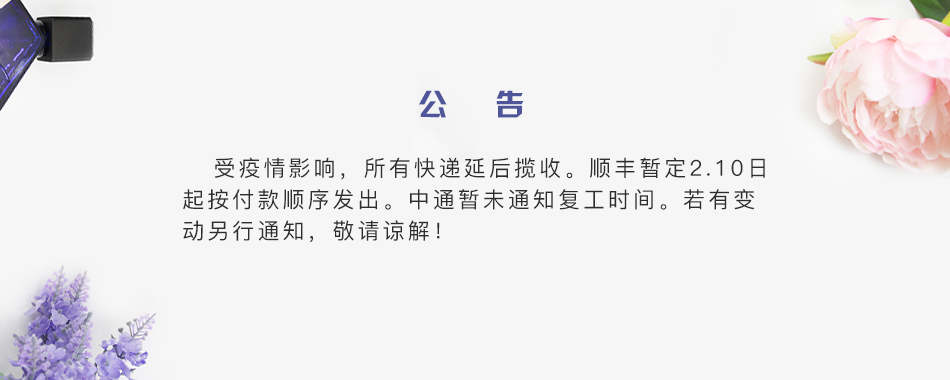 公 告
受疫情影响，所有快递延后揽收。顺丰暂定2.10日
起按付款顺序发出。中通暂未通知复工时间。若有变
动另行通知，敬请谅解！